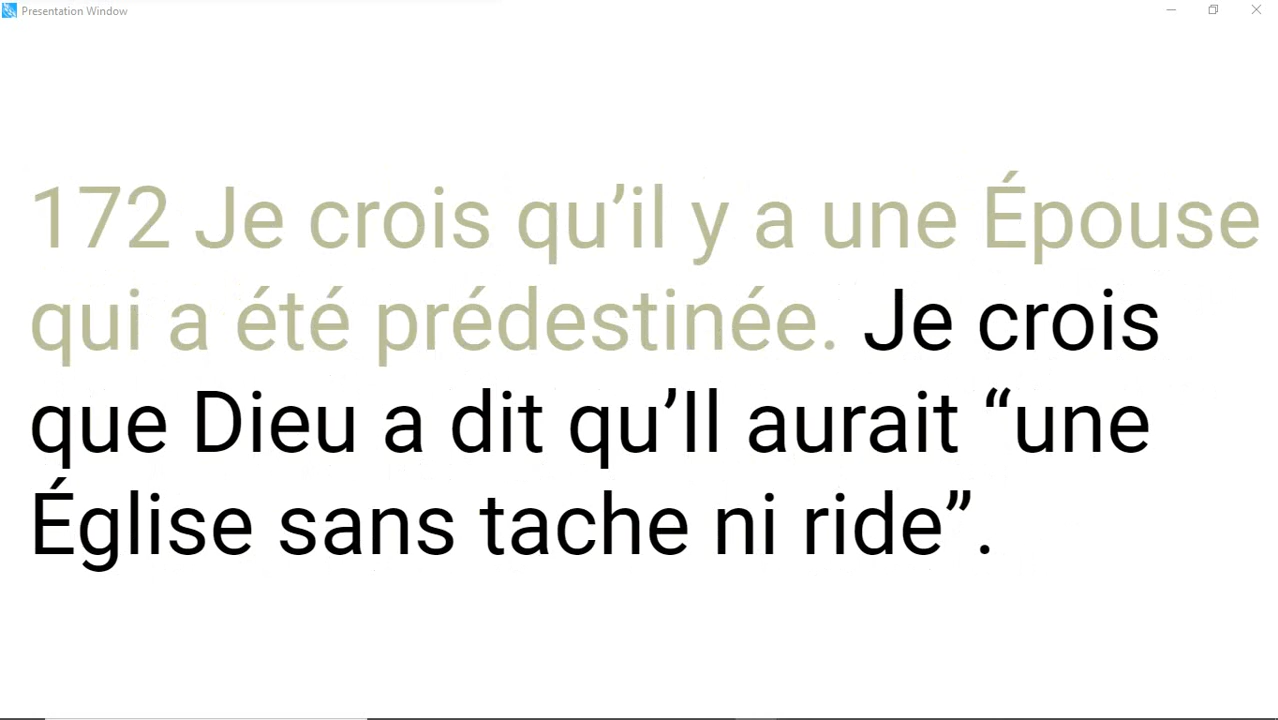 Presentation Window
172 Je crois qu’il y a une Épouse
qui a été prédestinée. Je crois
que Dieu a dit qu’Il aurait “une
Église sans tache ni ride”.